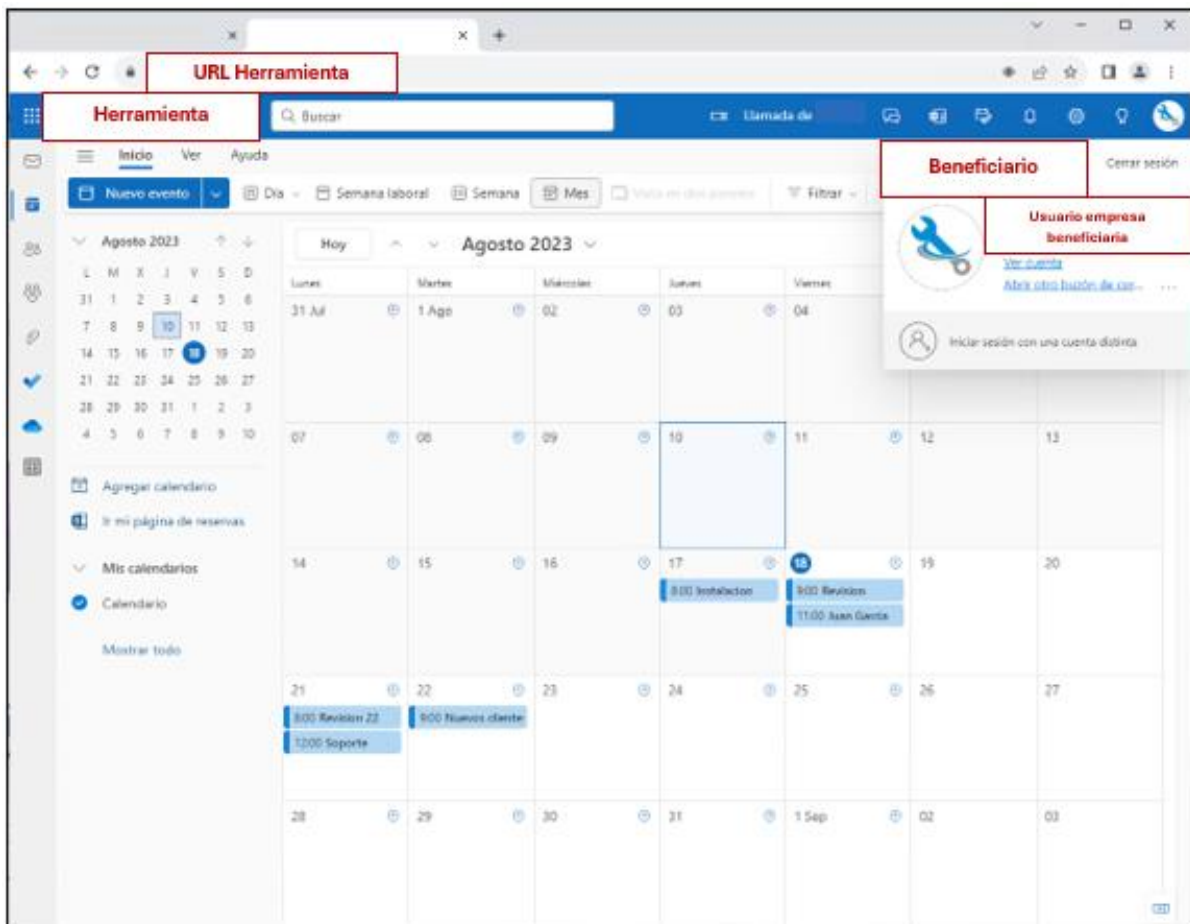 URL Herramienta
Herramienta
Buscar
Llamada de
Inicio Ver Ayuda
Beneficiario
Cerrar sesión
Nuevo evento
Día
Semana laboral
Semana
Mes
Filtrar
Usuario empresa
beneficiaria
Ver cuenta
Abrir otro buzón de cor...
Iniciar sesión con una cuenta distinta
Agosto 2023
L M X J V S D
31 1 2 3 4 5 6
7 8 9 10 11 12 13
14 15 16 17 18 19 20
21 22 23 24 25 26 27
28 29 30 31 1 2 3
4 5 6 7 8 9 10
Agregar calendario
Ir mi página de reservas
Mis calendarios
Calendario
Mostrar todo
Hoy
Agosto 2023
Lunes Martes Miércoles Jueves Viernes
31 Jul 1 Ago 02 03 04
07 08 09 10 11 12 13
14 15 16 17 18 19 20
8:00 Instalacion
9:00 Revision
11:00 Juan Garcia
21 22 23 24 25 26 27
9:00 Nuevos cliente
12:00 Soporte
28 29 30 31 1 Sep 02 03